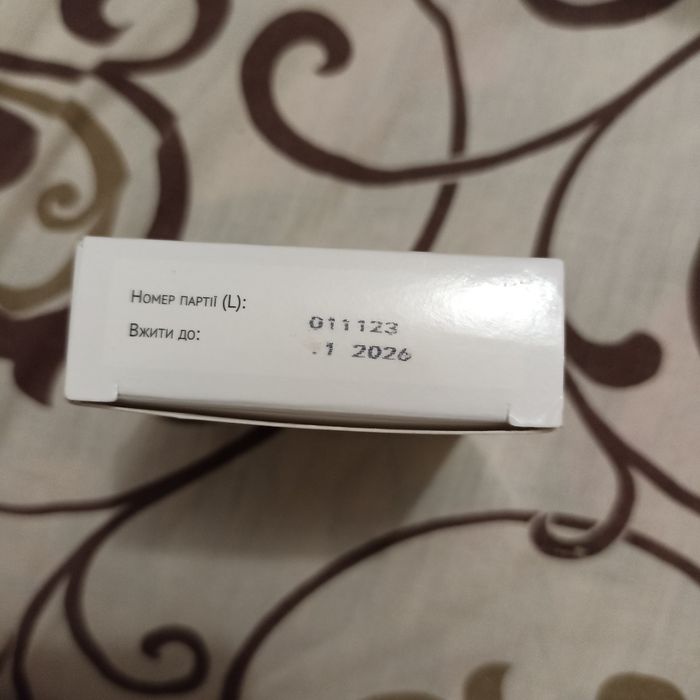 Номер партії (L):
011123
Вжити до:
.1 2026